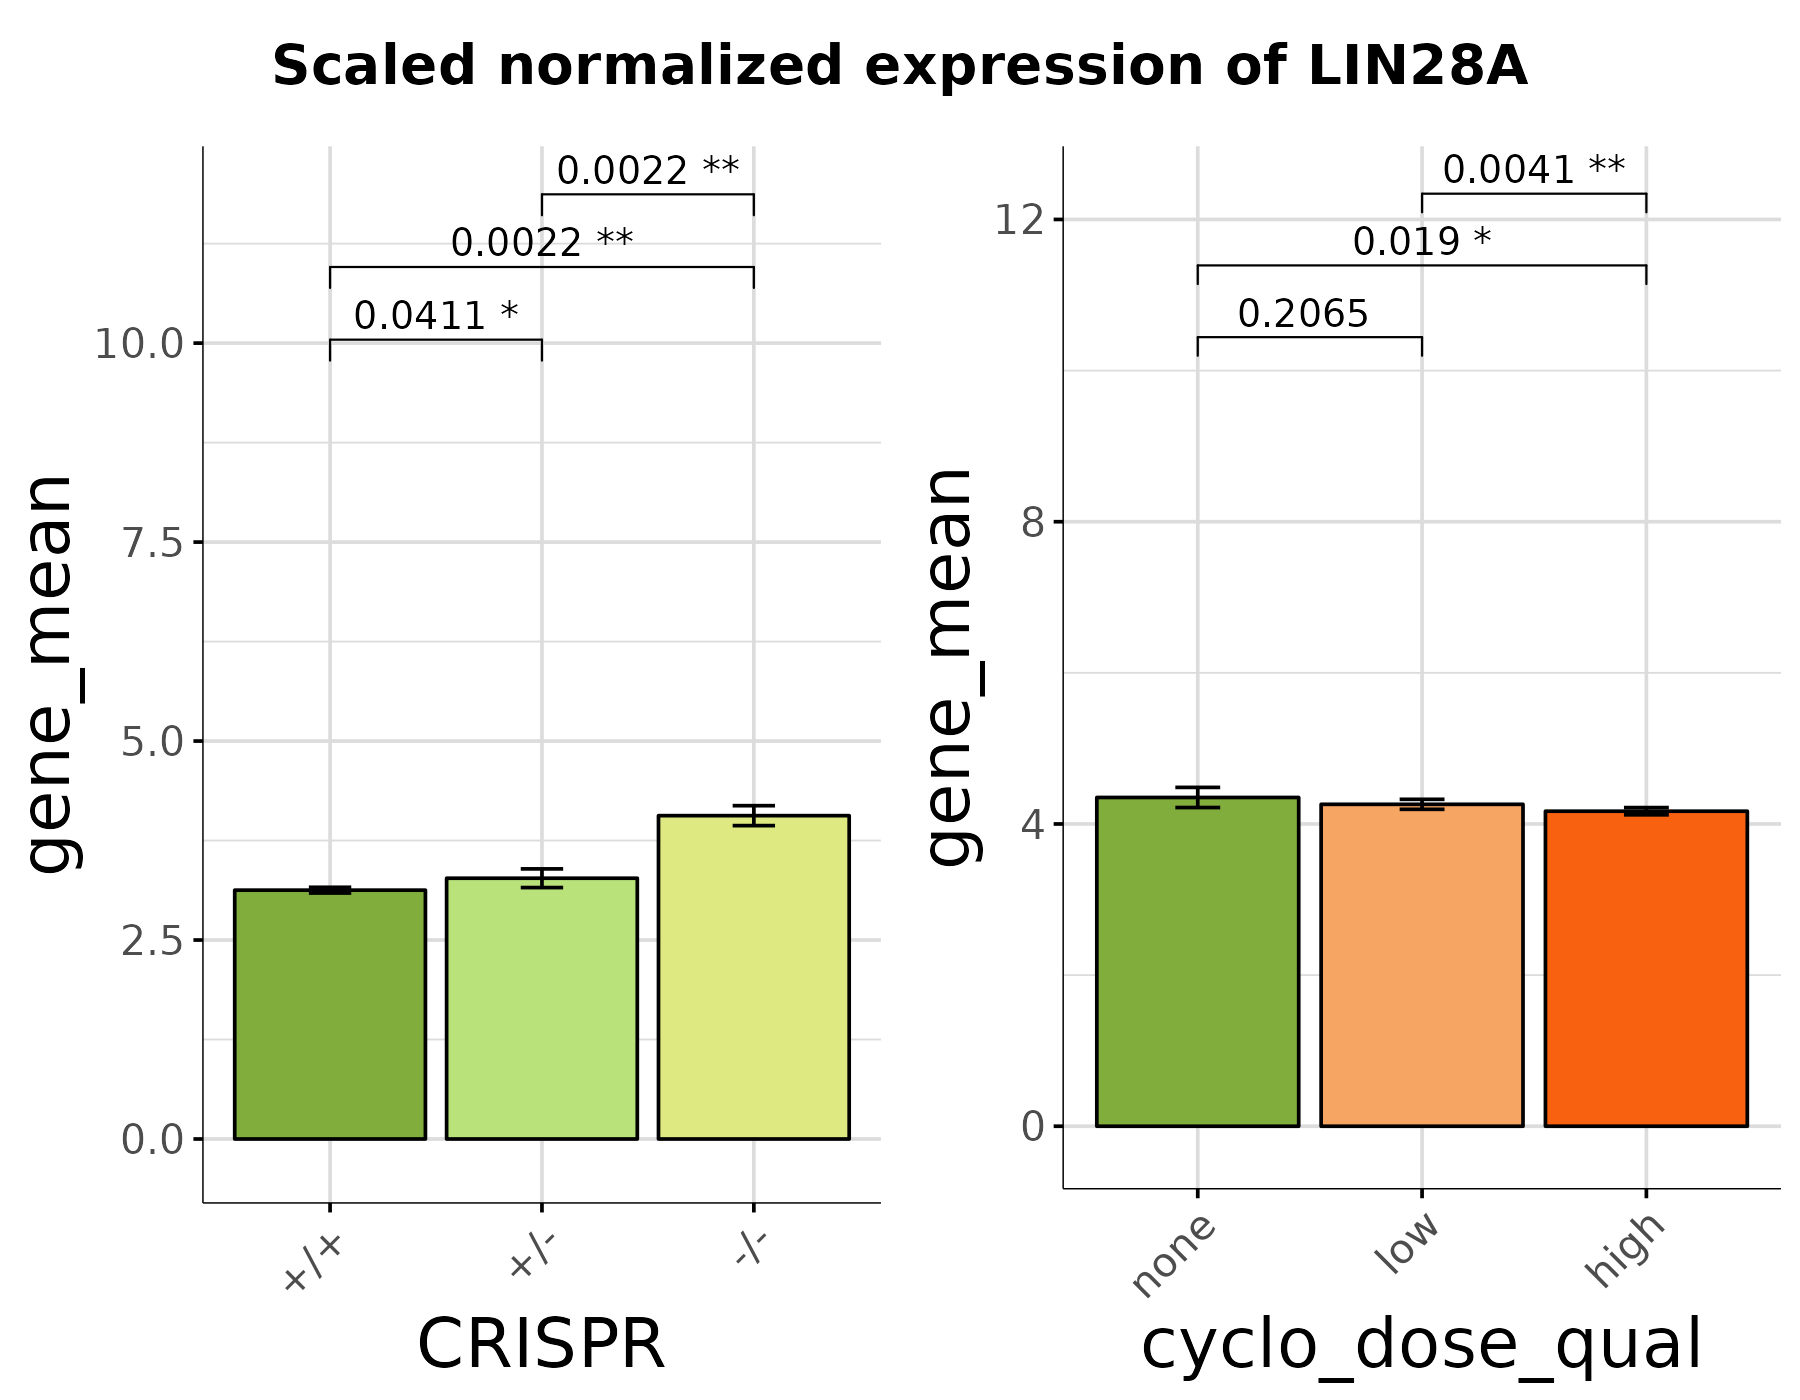 Scaled normalized expression of LIN28A
gene_mean
10.0
7.5
5.0
2.5
0.0
0.0022 **
0.0022 **
0.0411 *
+/+
+/-
-/-
CRISPR
gene_mean
12
8
4
0
0.0041 **
0.019 *
0.2065
none
low
high
cyclo_dose_qual